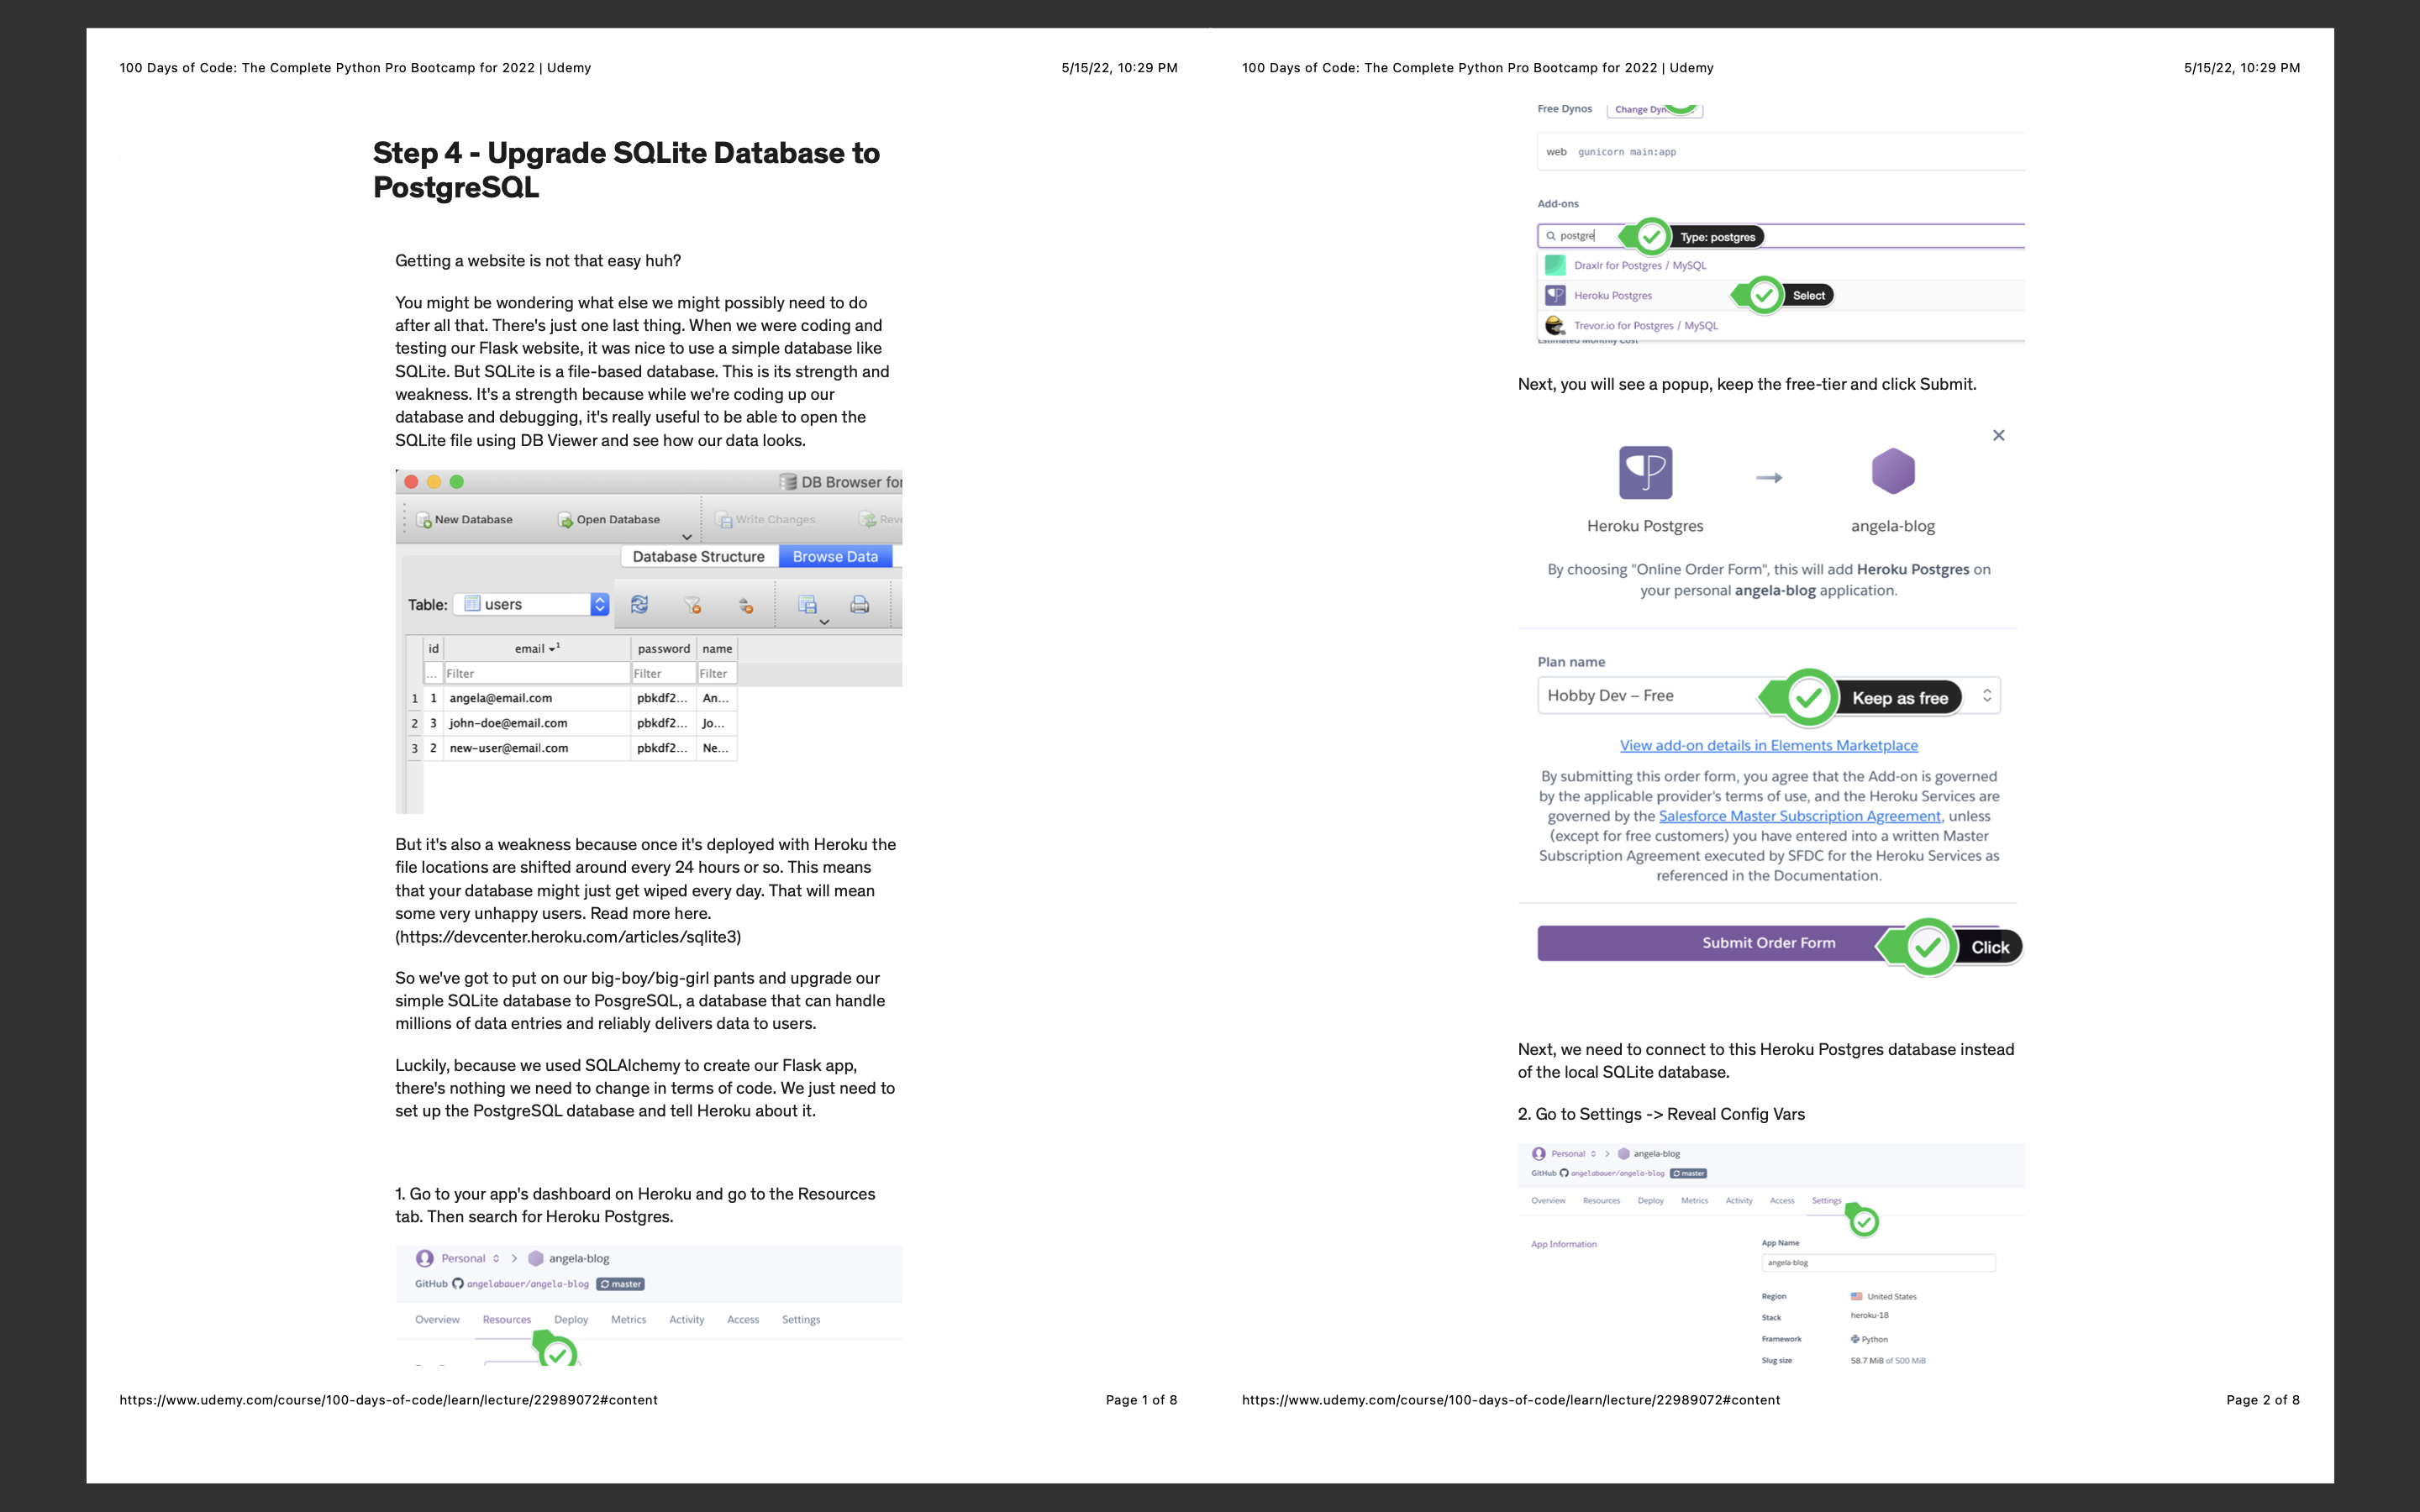 100 Days of Code: The Complete Python Pro Bootcamp for 2022 | Udemy
5/15/22, 10:29 PM
Step 4 - Upgrade SQLite Database to
PostgreSQL
Getting a website is not that easy huh?
You might be wondering what else we might possibly need to do
after all that. There's just one last thing. When we were coding and
testing our Flask website, it was nice to use a simple database like
SQLite. But SQLite is a file-based database. This is its strength and
weakness. It's a strength because while we're coding up our
database and debugging, it's really useful to be able to open the
SQLite file using DB Viewer and see how our data looks.
DB Browser for
New Database Open Database Write Changes
Database Structure Browse Data
Table: users
id email 1 password name
... Filter Filter Filter
1 1 angela@email.com pbkdf2... An...
2 3 john-doe@email.com pbkdf2... Jo...
3 2 new-user@email.com pbkdf2... Ne...
But it's also a weakness because once it's deployed with Heroku the
file locations are shifted around every 24 hours or so. This means
that your database might just get wiped every day. That will mean
some very unhappy users. Read more here.
(https://devcenter.heroku.com/articles/sqlite3)
So we've got to put on our big-boy/big-girl pants and upgrade our
simple SQLite database to PosgreSQL, a database that can handle
millions of data entries and reliably delivers data to users.
Luckily, because we used SQLAlchemy to create our Flask app,
there's nothing we need to change in terms of code. We just need to
set up the PostgreSQL database and tell Heroku about it.
1. Go to your app's dashboard on Heroku and go to the Resources
tab. Then search for Heroku Postgres.
Personal > angela-blog
GitHub angelabauer/angela-blog master
Overview Resources Deploy Metrics Activity Access Settings
https://www.udemy.com/course/100-days-of-code/learn/lecture/22989072#content
Page 1 of 8
100 Days of Code: The Complete Python Pro Bootcamp for 2022 | Udemy
5/15/22, 10:29 PM
Free Dynos Change Dyn
web gunicorn main:app
Add-ons
postgre Type: postgres
Draxlr for Postgres / MySQL
Heroku Postgres Select
Trevor.io for Postgres / MySQL
Estimated Monthly Cost
Next, you will see a popup, keep the free-tier and click Submit.
Heroku Postgres → angela-blog
By choosing "Online Order Form", this will add Heroku Postgres on
your personal angela-blog application.
Plan name
Hobby Dev – Free Keep as free
View add-on details in Elements Marketplace
By submitting this order form, you agree that the Add-on is governed
by the applicable provider's terms of use, and the Heroku Services are
governed by the Salesforce Master Subscription Agreement, unless
(except for free customers) you have entered into a written Master
Subscription Agreement executed by SFDC for the Heroku Services as
referenced in the Documentation.
Submit Order Form Click
Next, we need to connect to this Heroku Postgres database instead
of the local SQLite database.
2. Go to Settings -> Reveal Config Vars
Personal > angela-blog
GitHub angelabauer/angela-blog master
Overview Resources Deploy Metrics Activity Access Settings
App Information
App Name
angela-blog
Region United States
Stack heroku-18
Framework Python
Slug size 58.7 MiB of 500 MiB
https://www.udemy.com/course/100-days-of-code/learn/lecture/22989072#content
Page 2 of 8